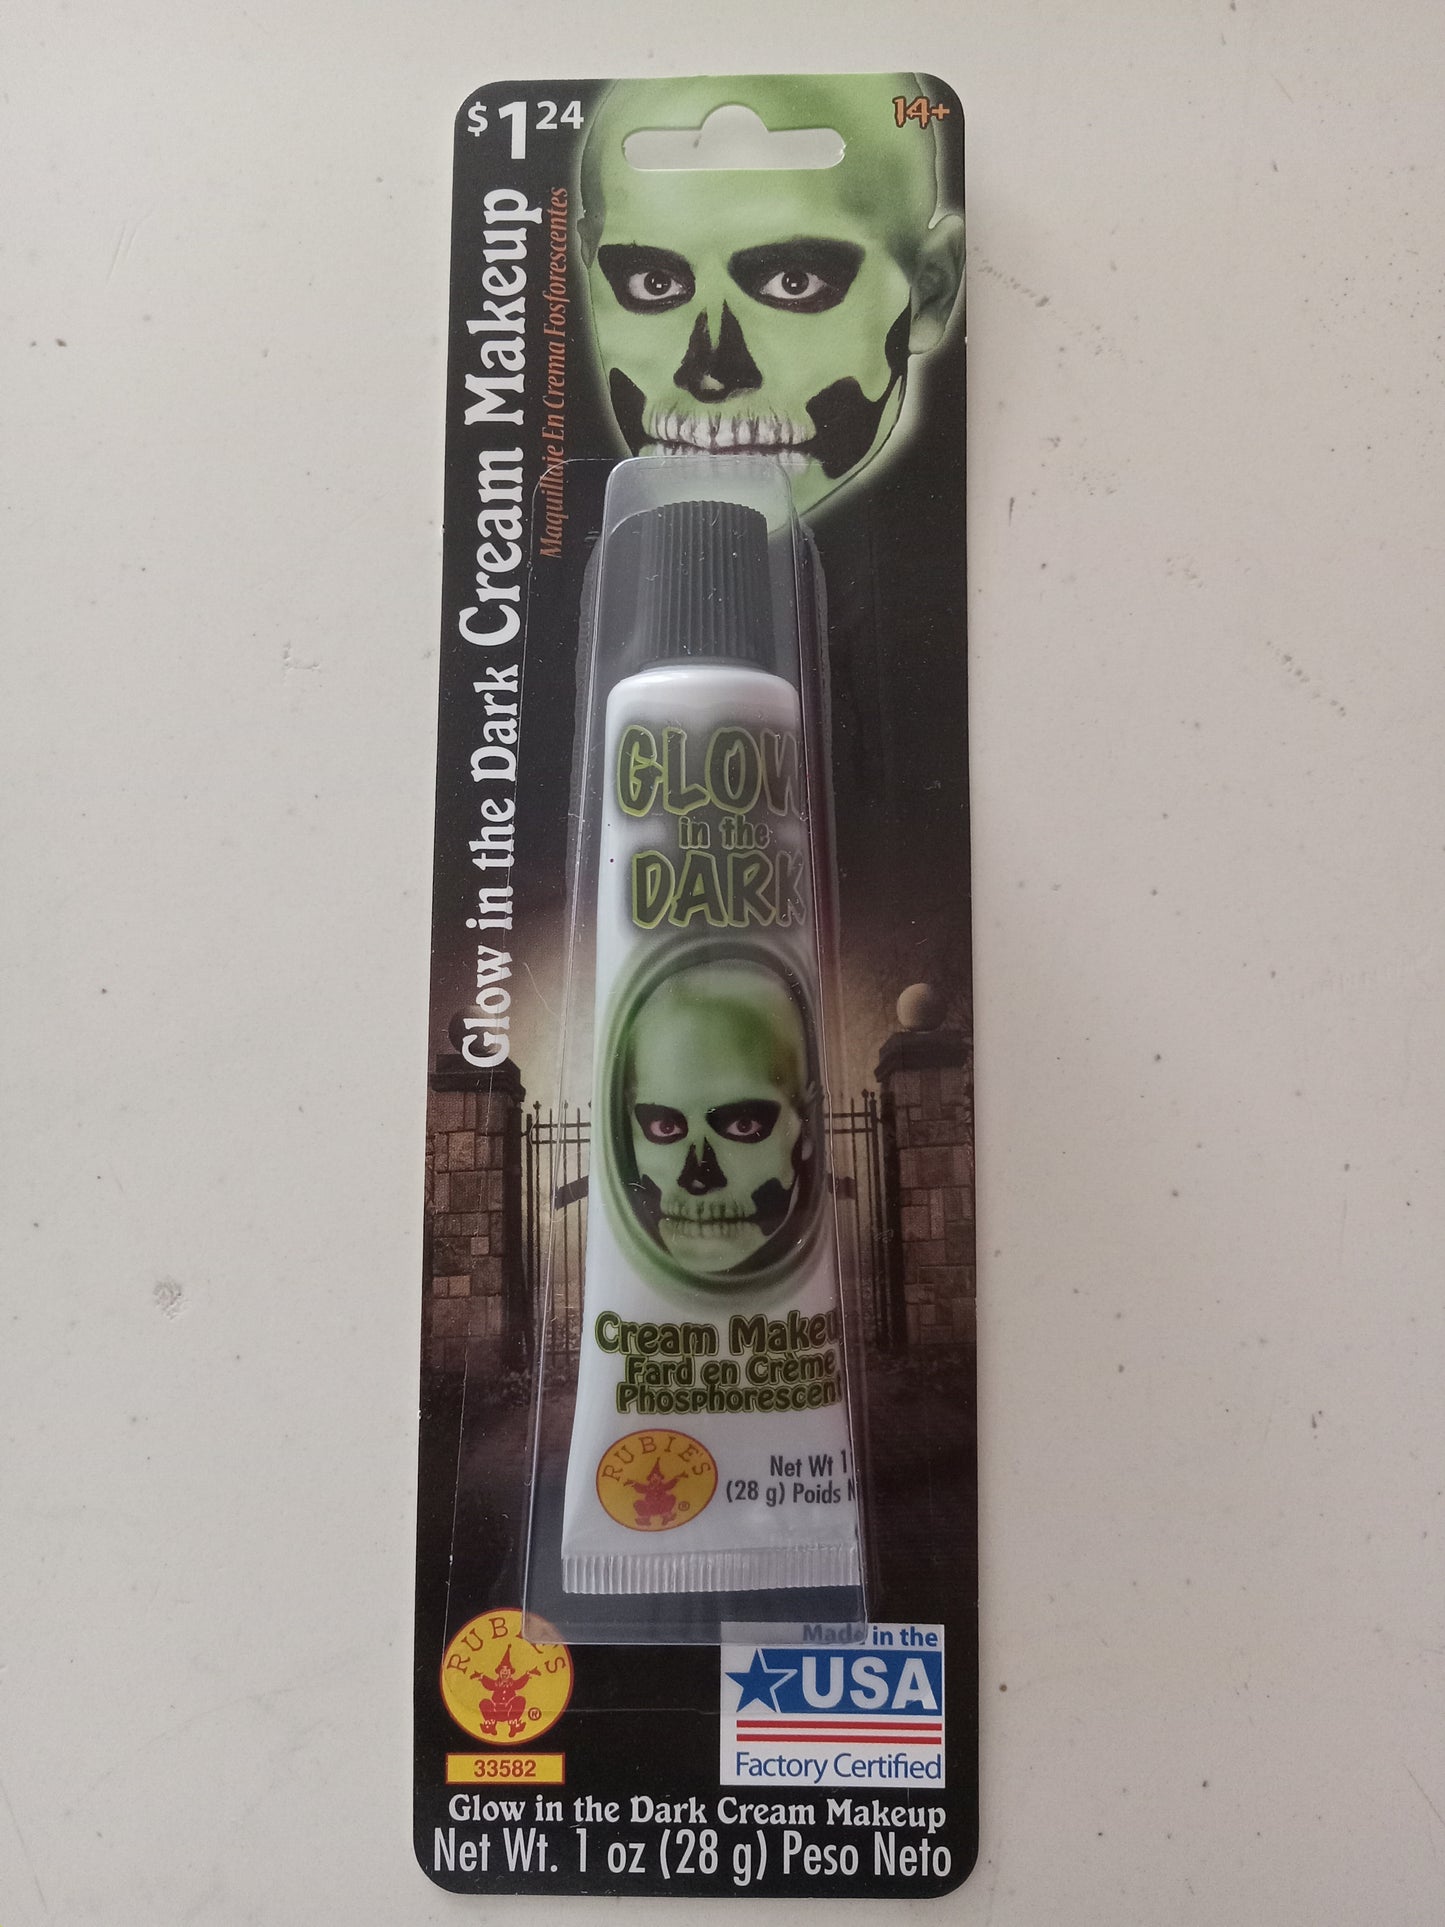 $1 24
14+
Glow in the Dark Cream Makeup
Maquillaje En Crema Fosforescentes
GLOW
in the
DARK
Cream Makeu
Fard en Crème
Phosphorescent
RUBIE'S
®
Net Wt 1
(28 g) Poids N
RUBIE'S
®
33582
Made in the
USA
Factory Certified
Glow in the Dark Cream Makeup
Net Wt. 1 oz (28 g) Peso Neto